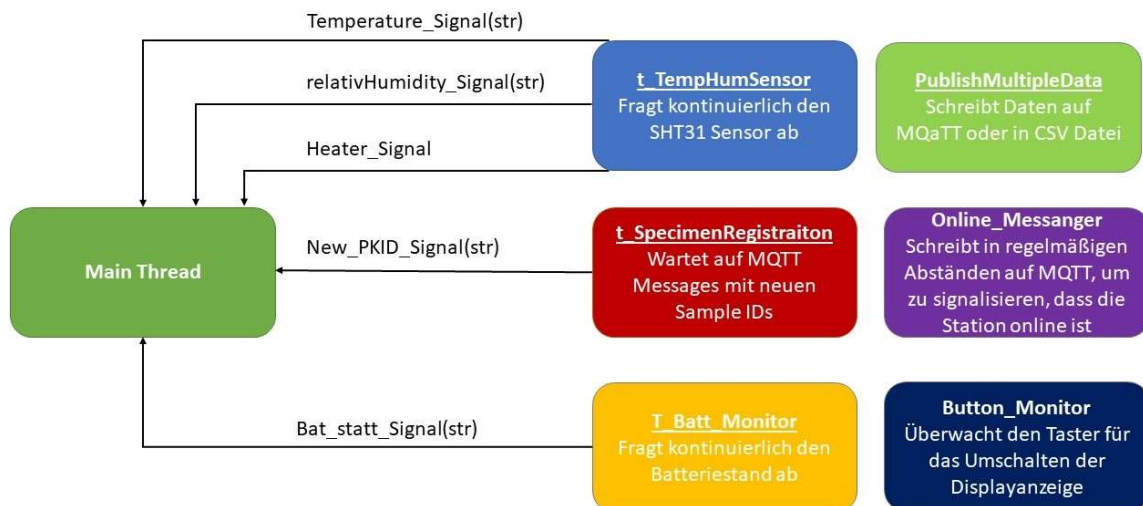 Temperature_Signal(str)
relativHumidity_Signal(str)
Heater_Signal
t_TempHumSensor
Fragt kontinuierlich den
SHT31 Sensor ab
PublishMultipleData
Schreibt Daten auf
MQaTT oder in CSV Datei
Main Thread
New_PKID_Signal(str)
t_SpecimenRegistraiton
Wartet auf MQTT
Messages mit neuen
Sample IDs
Online_Messanger
Schreibt in regelmäßigen
Abständen auf MQTT, um
zu signalisieren, dass die
Station online ist
Bat_statt_Signal(str)
T_Batt_Monitor
Fragt kontinuierlich den
Batteriestand ab
Button_Monitor
Überwacht den Taster für
das Umschalten der
Displayanzeige